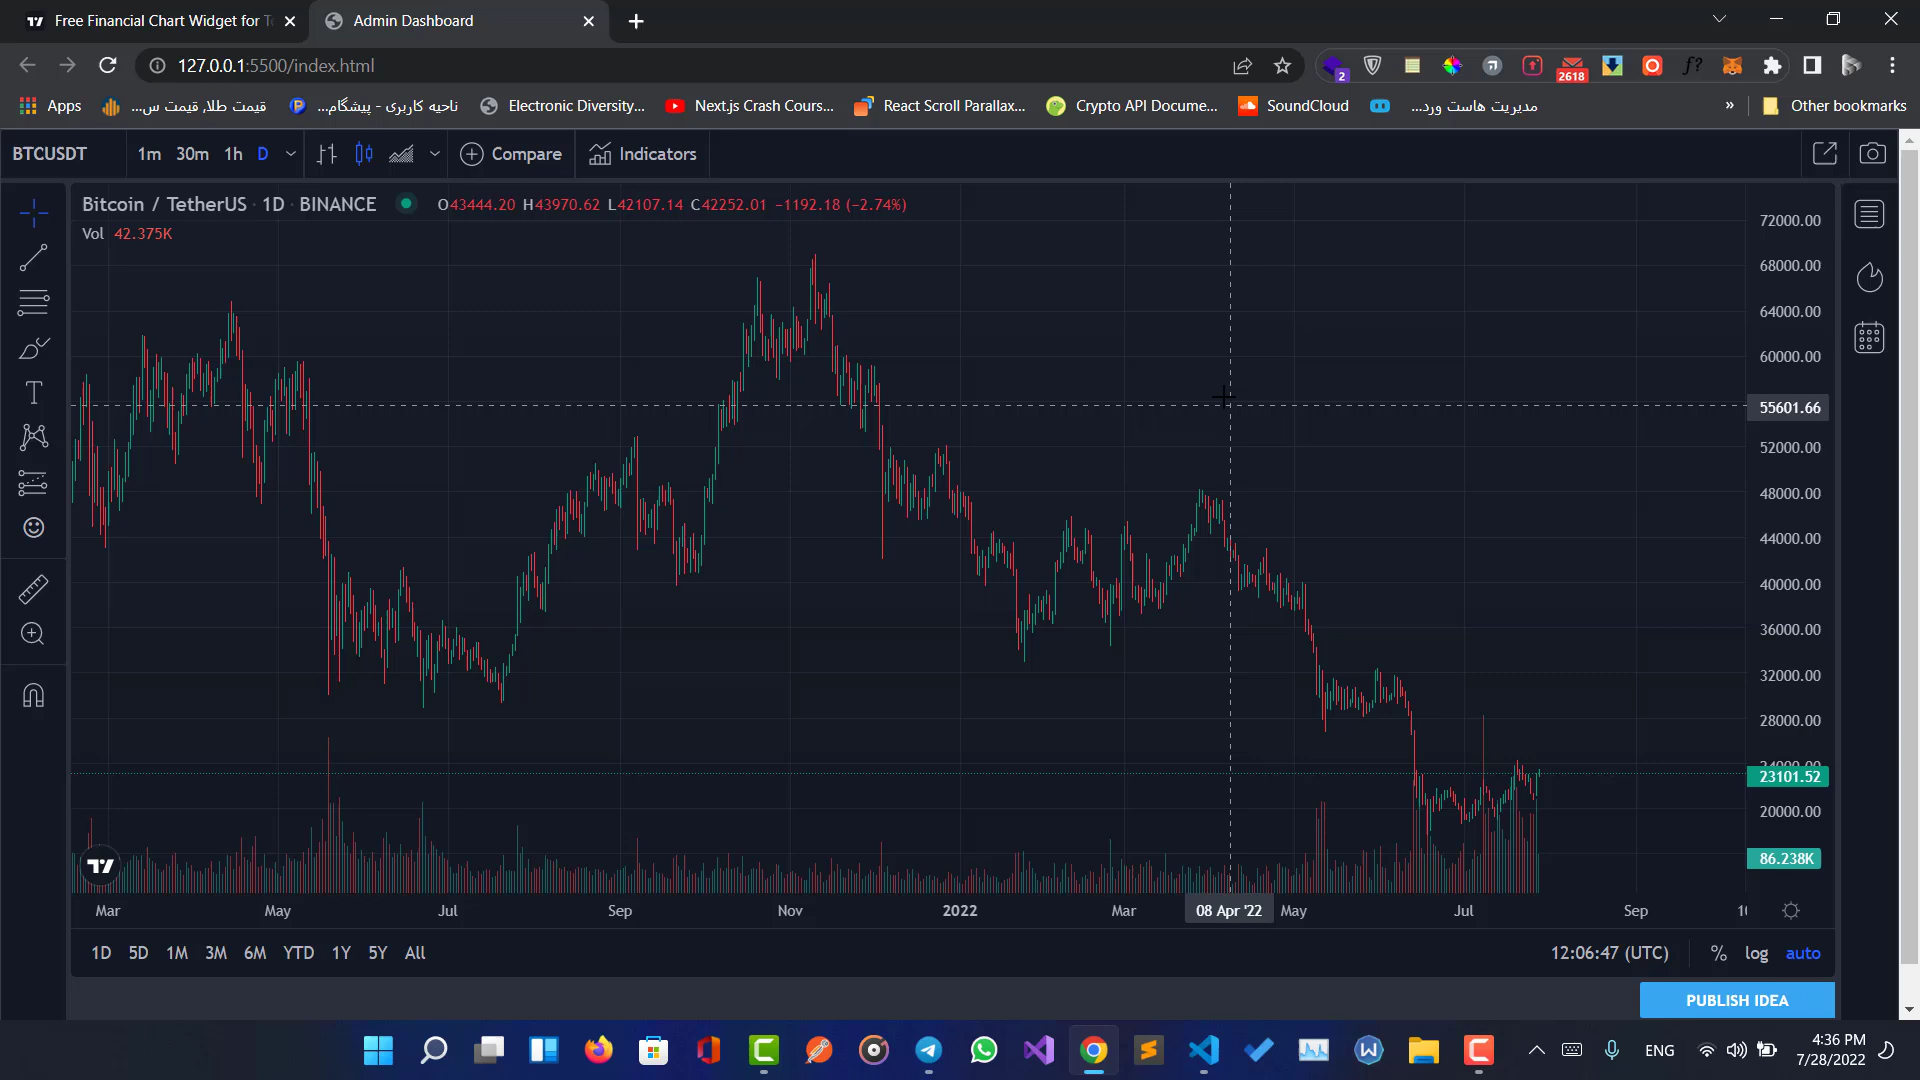 Free Financial Chart Widget for
Admin Dashboard
127.0.0.1:5500/index.html
2
2618
Apps
قیمت طلا, قیمت س...
ناحیه کاربری - پیشگام...
Electronic Diversity...
Next.js Crash Cours...
React Scroll Parallax...
Crypto API Docume...
SoundCloud
مدیریت هاست ورد...
»
Other bookmarks
BTCUSDT
1m 30m 1h D
Compare
Indicators
Bitcoin / TetherUS · 1D · BINANCE
O43444.20 H43970.62 L42107.14 C42252.01 −1192.18 (−2.74%)
Vol 42.375K
72000.00
68000.00
64000.00
60000.00
55601.66
52000.00
48000.00
44000.00
40000.00
36000.00
32000.00
28000.00
24000.00
23101.52
20000.00
86.238K
Mar May Jul Sep Nov 2022 Mar 08 Apr '22 May Jul Sep
1D 5D 1M 3M 6M YTD 1Y 5Y All
12:06:47 (UTC) % log auto
PUBLISH IDEA
ENG
4:36 PM
7/28/2022